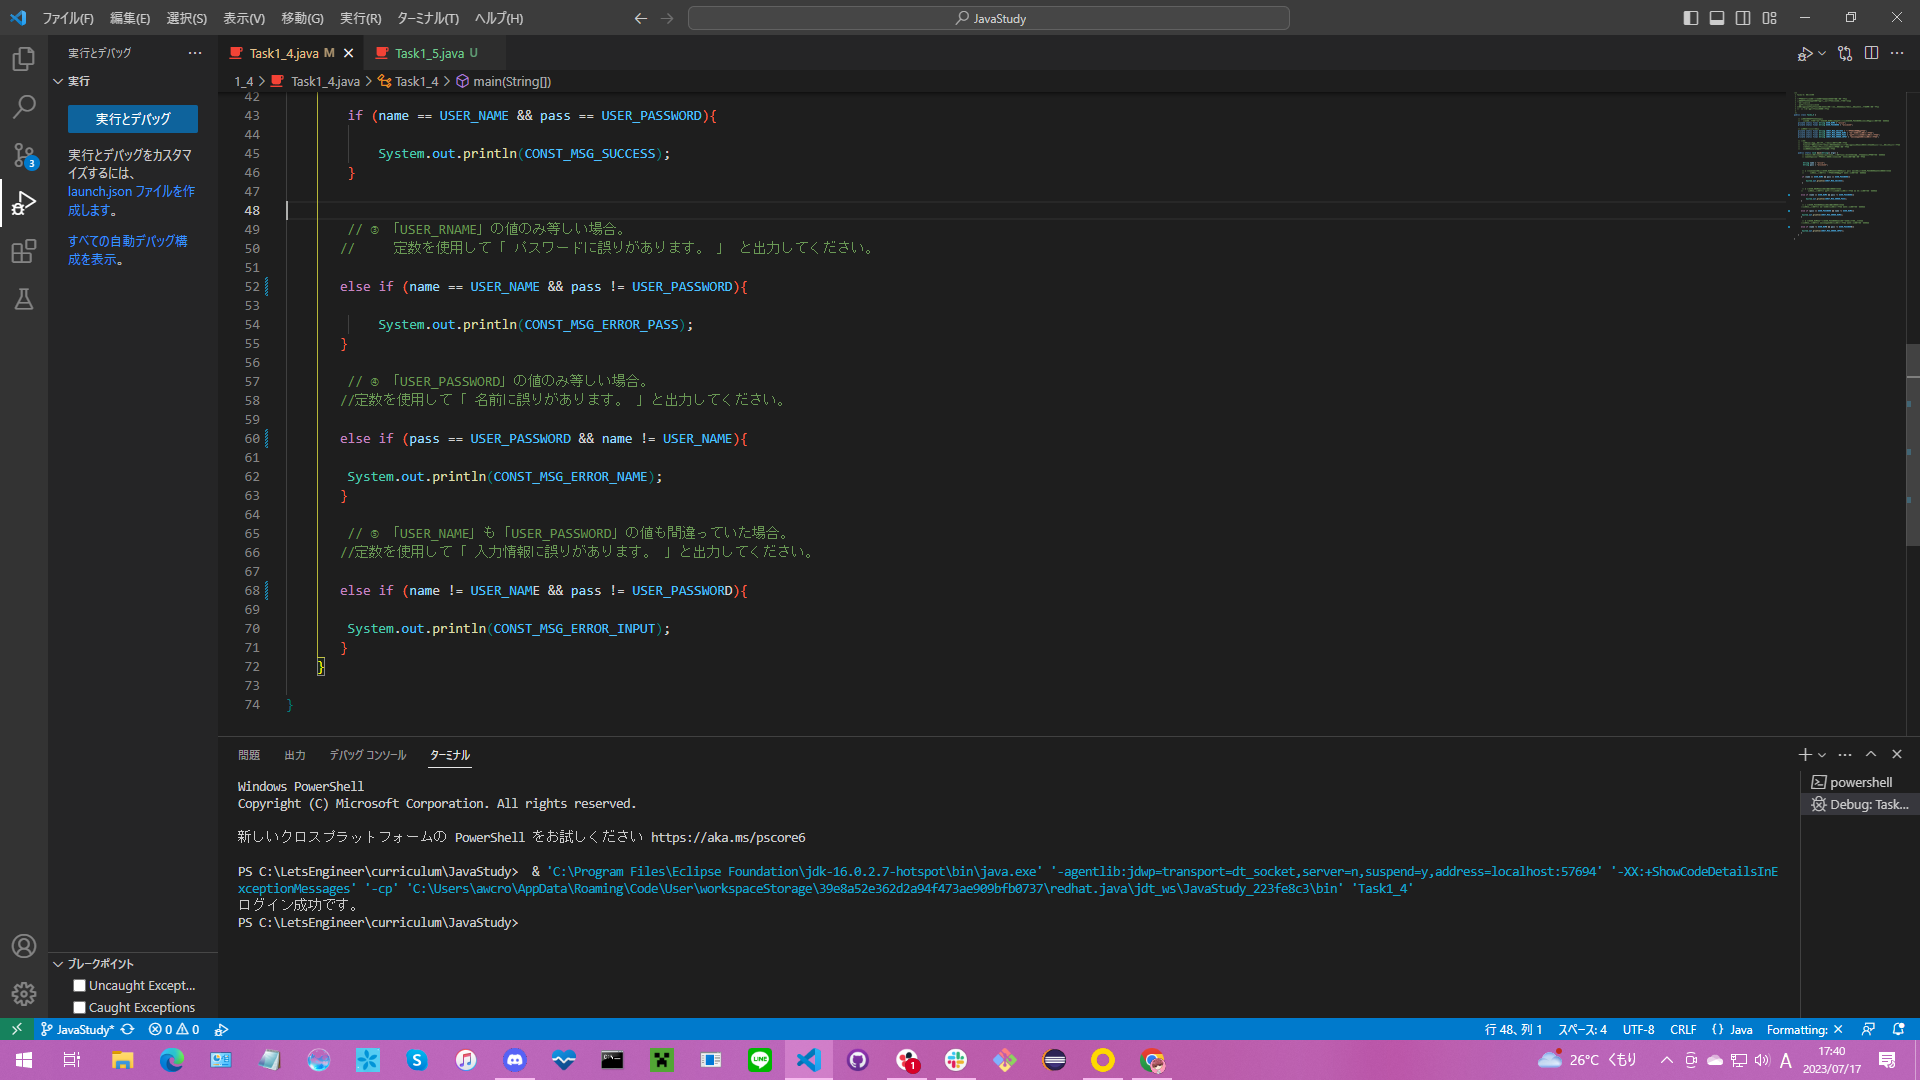 ファイル(F) 編集(E) 選択(S) 表示(V) 移動(G) 実行(R) ターミナル(T) ヘルプ(H)
JavaStudy
実行とデバッグ
Task1_4.java M
Task1_5.java U
1_4 > Task1_4.java > Task1_4 > main(String[])
実行
実行とデバッグ
実行とデバッグをカスタマ
イズするには、
launch.json ファイルを作
成します。
すべての自動デバッグ構
成を表示。
3
42
43 if (name == USER_NAME && pass == USER_PASSWORD){
44
45 System.out.println(CONST_MSG_SUCCESS);
46 }
47
48
49 // ③ 「USER_RNAME」の値のみ等しい場合。
50 // 定数を使用して「 パスワードに誤りがあります。 」 と出力してください。
51
52 else if (name == USER_NAME && pass != USER_PASSWORD){
53
54 System.out.println(CONST_MSG_ERROR_PASS);
55 }
56
57 // ④ 「USER_PASSWORD」の値のみ等しい場合。
58 //定数を使用して「 名前に誤りがあります。 」と出力してください。
59
60 else if (pass == USER_PASSWORD && name != USER_NAME){
61
62 System.out.println(CONST_MSG_ERROR_NAME);
63 }
64
65 // ⑤ 「USER_NAME」も「USER_PASSWORD」の値も間違っていた場合。
66 //定数を使用して「 入力情報に誤りがあります。 」と出力してください。
67
68 else if (name != USER_NAME && pass != USER_PASSWORD){
69
70 System.out.println(CONST_MSG_ERROR_INPUT);
71 }
72 }
73
74 }
問題 出力 デバッグ コンソール ターミナル
Windows PowerShell
Copyright (C) Microsoft Corporation. All rights reserved.
新しいクロスプラットフォームの PowerShell をお試しください https://aka.ms/pscore6
PS C:\LetsEngineer\curriculum\JavaStudy>  & 'C:\Program Files\Eclipse Foundation\jdk-16.0.2.7-hotspot\bin\java.exe' '-agentlib:jdwp=transport=dt_socket,server=n,suspend=y,address=localhost:57694' '-XX:+ShowCodeDetailsInE
xceptionMessages' '-cp' 'C:\Users\awcro\AppData\Roaming\Code\User\workspaceStorage\39e8a52e362d2a94f473ae909bfb0737\redhat.java\jdt_ws\JavaStudy_223fe8c3\bin' 'Task1_4'
ログイン成功です。
PS C:\LetsEngineer\curriculum\JavaStudy>
powershell
Debug: Task...
ブレークポイント
Uncaught Except...
Caught Exceptions
JavaStudy* 0 0
行 48、列 1 スペース: 4 UTF-8 CRLF {} Java Formatting: ✕
1
26°C くもり
A
17:40
2023/07/17